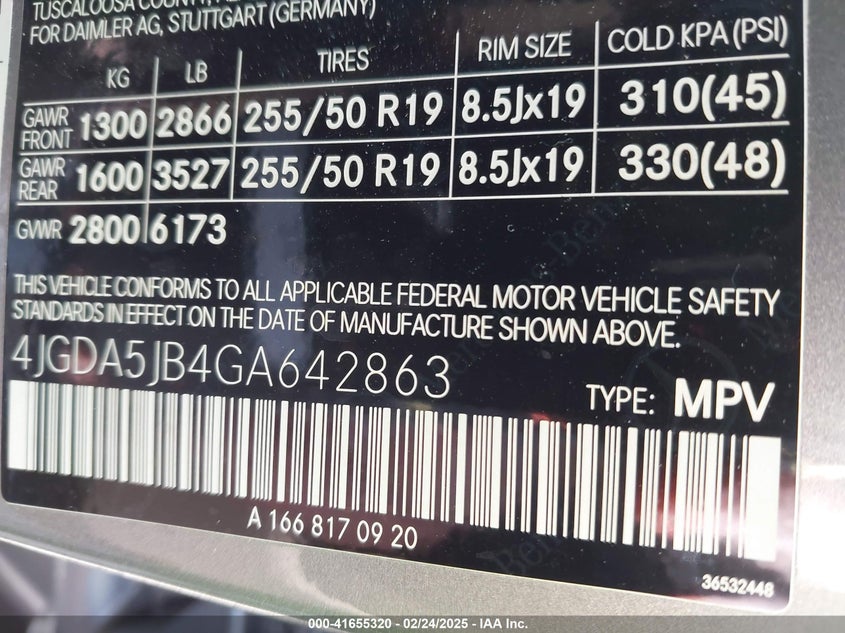 TUSCALOOSA COUNTY,
FOR DAIMLER AG, STUTTGART (GERMANY)
KG LB TIRES RIM SIZE COLD KPA (PSI)
GAWR FRONT 1300 2866 255/50 R19 8.5Jx19 310(45)
GAWR REAR 1600 3527 255/50 R19 8.5Jx19 330(48)
GVWR 2800 6173
THIS VEHICLE CONFORMS TO ALL APPLICABLE FEDERAL MOTOR VEHICLE SAFETY
STANDARDS IN EFFECT ON THE DATE OF MANUFACTURE SHOWN ABOVE.
4JGDA5JB4GA642863
TYPE: MPV
A 166 817 09 20
36532448
000-41655320 - 02/24/2025 - IAA Inc.